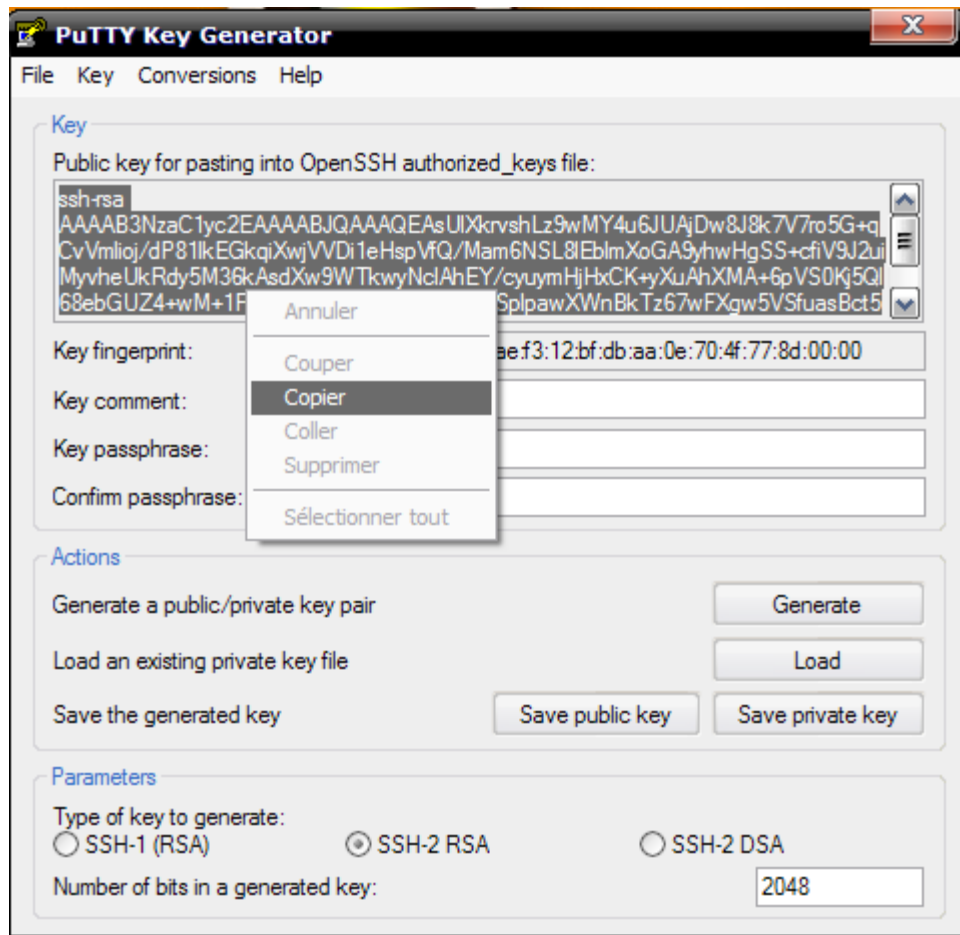 PuTTY Key Generator
X
File Key Conversions Help
Key
Public key for pasting into OpenSSH authorized_keys file:
ssh-rsa
AAAAB3NzaC1yc2EAAAABJQAAAQEAsUlXkrvshLz9wMY4u6JUAjDw8J8k7V7ro5G+q
CvVmlioj/dP81lkEGkqiXwjVVDi1eHspVfQ/Mam6NSL8lEblmXoGA9yhwHgSS+cfiV9J2ui
MyvheUkRdy5M36kAsdXw9WTkwyNclAhEY/cyuymHjHxCK+yXuAhXMA+6pVS0Kj5Ql
68ebGUZ4+wM+1F SplpawXWnBkTz67wFXgw5VSfuasBct5
Annuler
Key fingerprint: ae:f3:12:bf:db:aa:0e:70:4f:77:8d:00:00
Couper
Key comment: Copier
Coller
Key passphrase:
Supprimer
Confirm passphrase:
Sélectionner tout
Actions
Generate a public/private key pair Generate
Load an existing private key file Load
Save the generated key Save public key Save private key
Parameters
Type of key to generate:
SSH-1 (RSA) SSH-2 RSA SSH-2 DSA
Number of bits in a generated key: 2048